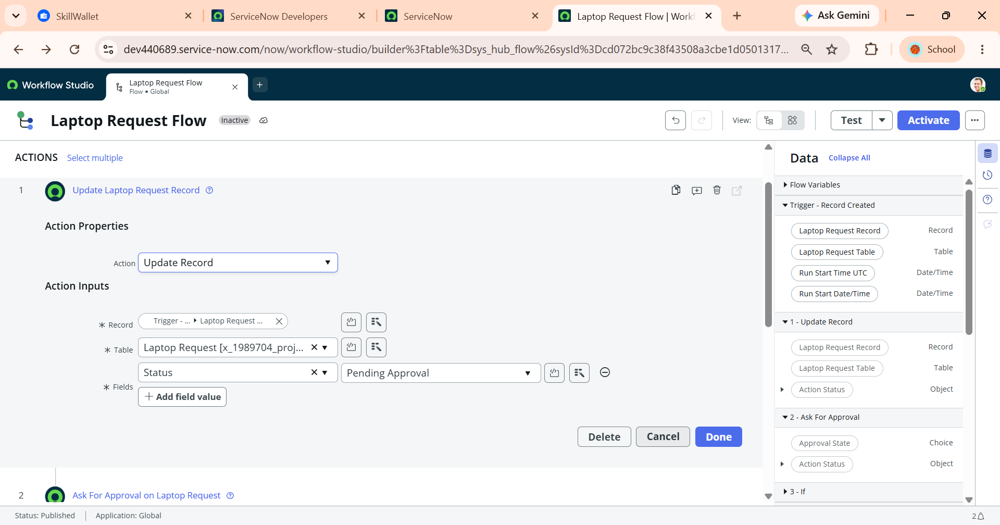 SkillWallet
ServiceNow Developers
ServiceNow
Laptop Request Flow | Workf
Ask Gemini
dev440689.service-now.com/now/workflow-studio/builder%3Ftable%3Dsys_hub_flow%26sysId%3Dcd072bc9c38f43508a3cbe1d0501317...
School
Workflow Studio
Laptop Request Flow
Flow • Global
Laptop Request Flow
Inactive
View:
Test
Activate
ACTIONS
Select multiple
1
Update Laptop Request Record
Action Properties
Action
Update Record
Action Inputs
* Record
Trigger - ... Laptop Request ...
* Table
Laptop Request [x_1989704_proj...
* Fields
Status
Pending Approval
+ Add field value
Delete
Cancel
Done
2
Ask For Approval on Laptop Request
Data
Collapse All
Flow Variables
Trigger - Record Created
Laptop Request Record Record
Laptop Request Table Table
Run Start Time UTC Date/Time
Run Start Date/Time Date/Time
1 - Update Record
Laptop Request Record Record
Laptop Request Table Table
Action Status Object
2 - Ask For Approval
Approval State Choice
Action Status Object
3 - If
Status: Published
Application: Global
2